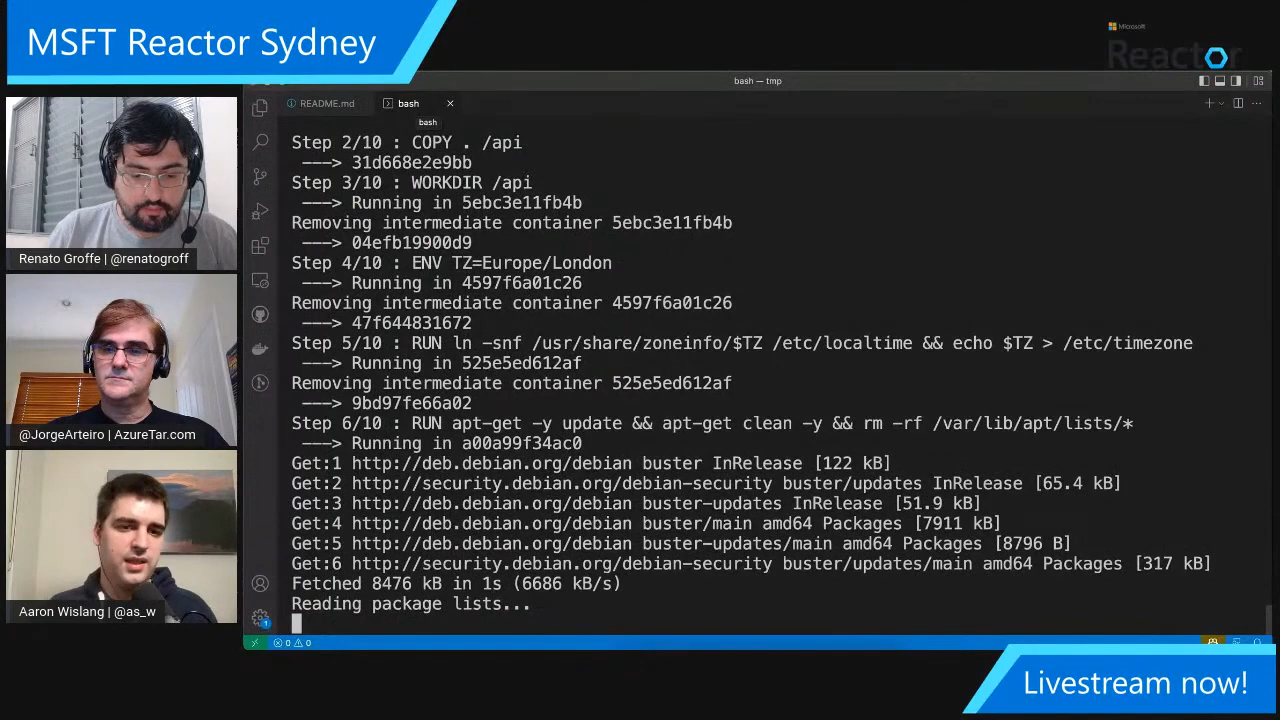 MSFT Reactor Sydney
Microsoft
Reactor
bash — tmp
README.md
bash
bash
Step 2/10 : COPY . /api
---> 31d668e2e9bb
Step 3/10 : WORKDIR /api
---> Running in 5ebc3e11fb4b
Removing intermediate container 5ebc3e11fb4b
---> 04efb19900d9
Step 4/10 : ENV TZ=Europe/London
---> Running in 4597f6a01c26
Removing intermediate container 4597f6a01c26
---> 47f644831672
Step 5/10 : RUN ln -snf /usr/share/zoneinfo/$TZ /etc/localtime && echo $TZ > /etc/timezone
---> Running in 525e5ed612af
Removing intermediate container 525e5ed612af
---> 9bd97fe66a02
Step 6/10 : RUN apt-get -y update && apt-get clean -y && rm -rf /var/lib/apt/lists/*
---> Running in a00a99f34ac0
Get:1 http://deb.debian.org/debian buster InRelease [122 kB]
Get:2 http://security.debian.org/debian-security buster/updates InRelease [65.4 kB]
Get:3 http://deb.debian.org/debian buster-updates InRelease [51.9 kB]
Get:4 http://deb.debian.org/debian buster/main amd64 Packages [7911 kB]
Get:5 http://deb.debian.org/debian buster-updates/main amd64 Packages [8796 B]
Get:6 http://security.debian.org/debian-security buster/updates/main amd64 Packages [317 kB]
Fetched 8476 kB in 1s (6686 kB/s)
Reading package lists...
Renato Groffe | @renatogroff
@JorgeArteiro | AzureTar.com
Aaron Wislang | @as_w
1
0 0
Livestream now!